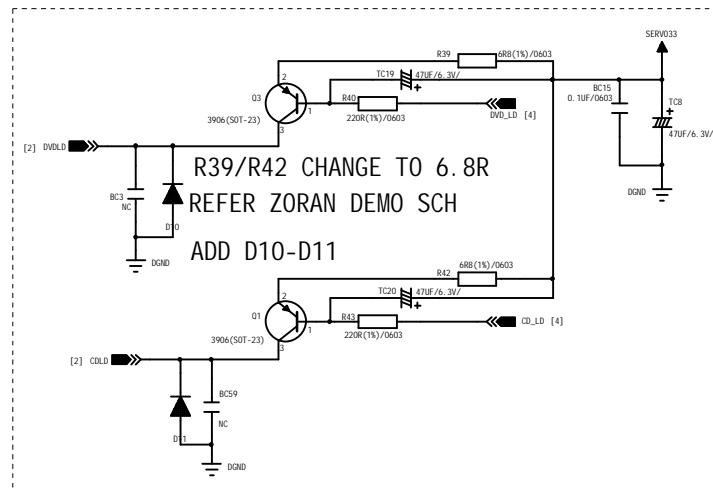 SERVO33
R39
6R8(1%)/0603
TC19
47UF/6.3V/
+
2
Q3
1
3
3906(SOT-23)
R40
220R(1%)/0603
DVD_LD [4]
BC15
0.1UF/0603
+
TC8
47UF/6.3V/
DGND
[2] DVDLD
BC3
NC
D10
DGND
R39/R42 CHANGE TO 6.8R
REFER ZORAN DEMO SCH
ADD D10-D11
6R8(1%)/0603
R42
TC20
47UF/6.3V/
+
2
Q1
1
3
3906(SOT-23)
R43
220R(1%)/0603
CD_LD [4]
[2] CDLD
BC59
NC
D11
DGND